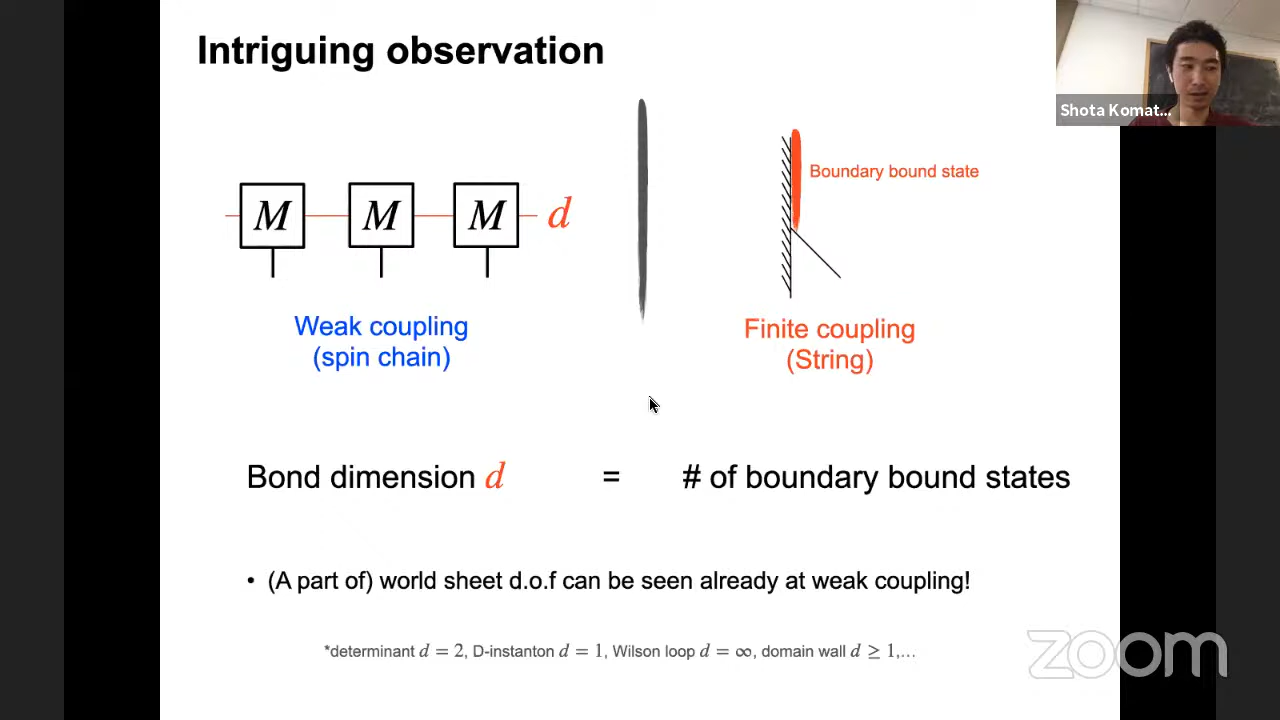 Intriguing observation
Shota Komat...
Boundary bound state
M M M d
Weak coupling
(spin chain)
Finite coupling
(String)
Bond dimension d = # of boundary bound states
• (A part of) world sheet d.o.f can be seen already at weak coupling!
*determinant d = 2, D-instanton d = 1, Wilson loop d = ∞, domain wall d ≥ 1,...
zoom